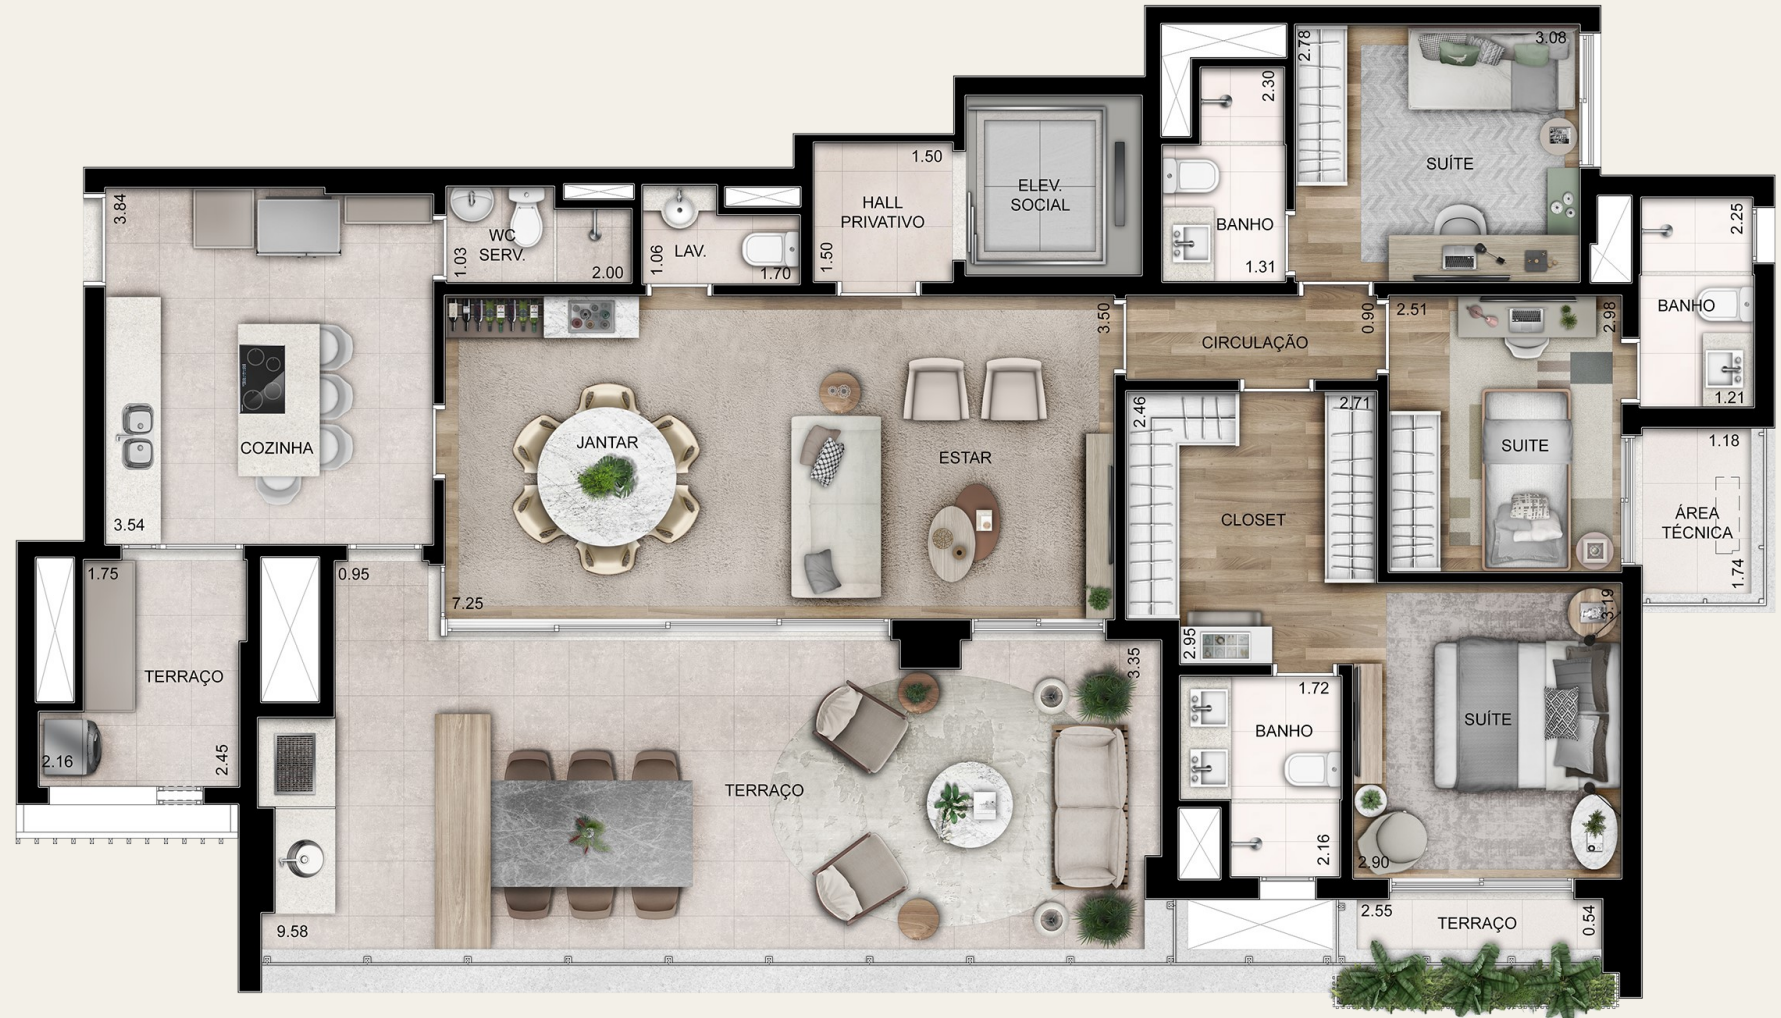 2.78
3.08
SUÍTE
2.30
BANHO
1.31
1.50
HALL
PRIVATIVO
1.50
ELEV.
SOCIAL
3.84
COZINHA
3.54
WC
SERV.
1.03
2.00
1.06
LAV.
1.70
2.25
BANHO
1.21
3.50
CIRCULAÇÃO
0.90
2.51
2.98
SUITE
JANTAR
ESTAR
7.25
2.46
2.71
CLOSET
2.95
1.18
ÁREA
TÉCNICA
1.74
1.75
TERRAÇO
2.16
2.45
0.95
3.35
TERRAÇO
9.58
1.72
BANHO
2.16
3.19
SUÍTE
2.90
2.55
TERRAÇO
0.54